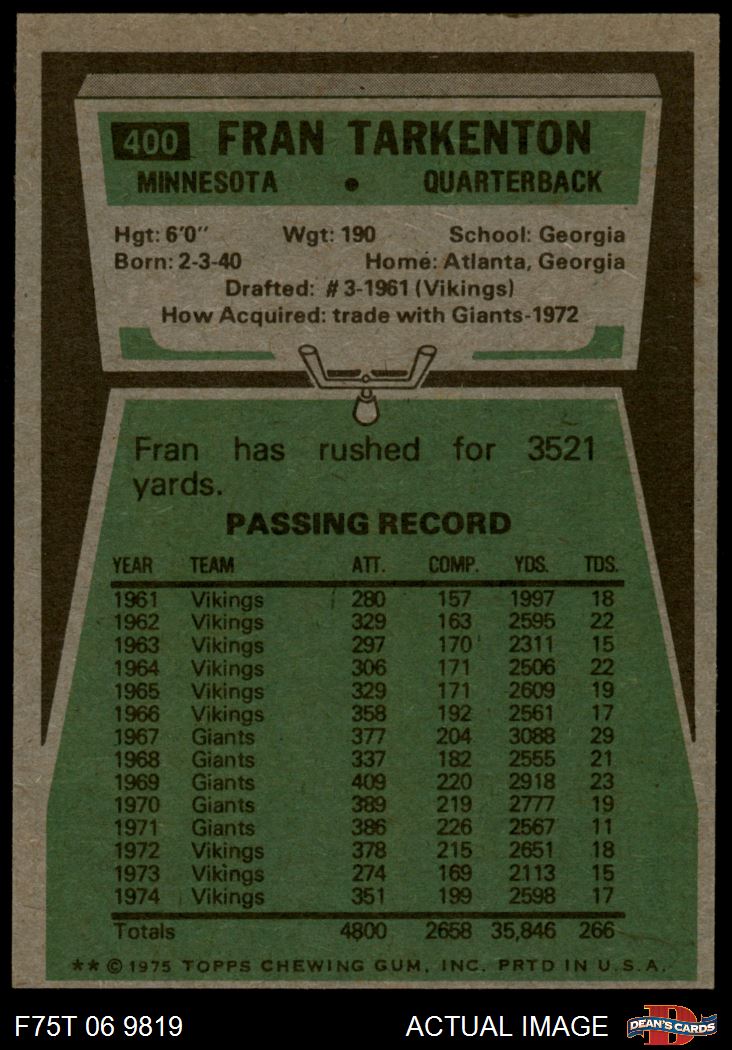 400 FRAN TARKENTON
MINNESOTA • QUARTERBACK
Hgt: 6'0" Wgt: 190 School: Georgia
Born: 2-3-40 Home: Atlanta, Georgia
Drafted: #3-1961 (Vikings)
How Acquired: trade with Giants-1972
Fran has rushed for 3521
yards.
PASSING RECORD
YEAR TEAM ATT. COMP. YDS. TDS.
1961 Vikings 280 157 1997 18
1962 Vikings 329 163 2595 22
1963 Vikings 297 170 2311 15
1964 Vikings 306 171 2506 22
1965 Vikings 329 171 2609 19
1966 Vikings 358 192 2561 17
1967 Giants 377 204 3088 29
1968 Giants 337 182 2555 21
1969 Giants 409 220 2918 23
1970 Giants 389 219 2777 19
1971 Giants 386 226 2567 11
1972 Vikings 378 215 2651 18
1973 Vikings 274 169 2113 15
1974 Vikings 351 199 2598 17
Totals 4800 2658 35,846 266
** © 1975 TOPPS CHEWING GUM, INC. PRTD IN U.S.A.
F75T 06 9819 ACTUAL IMAGE DEAN'S CARDS